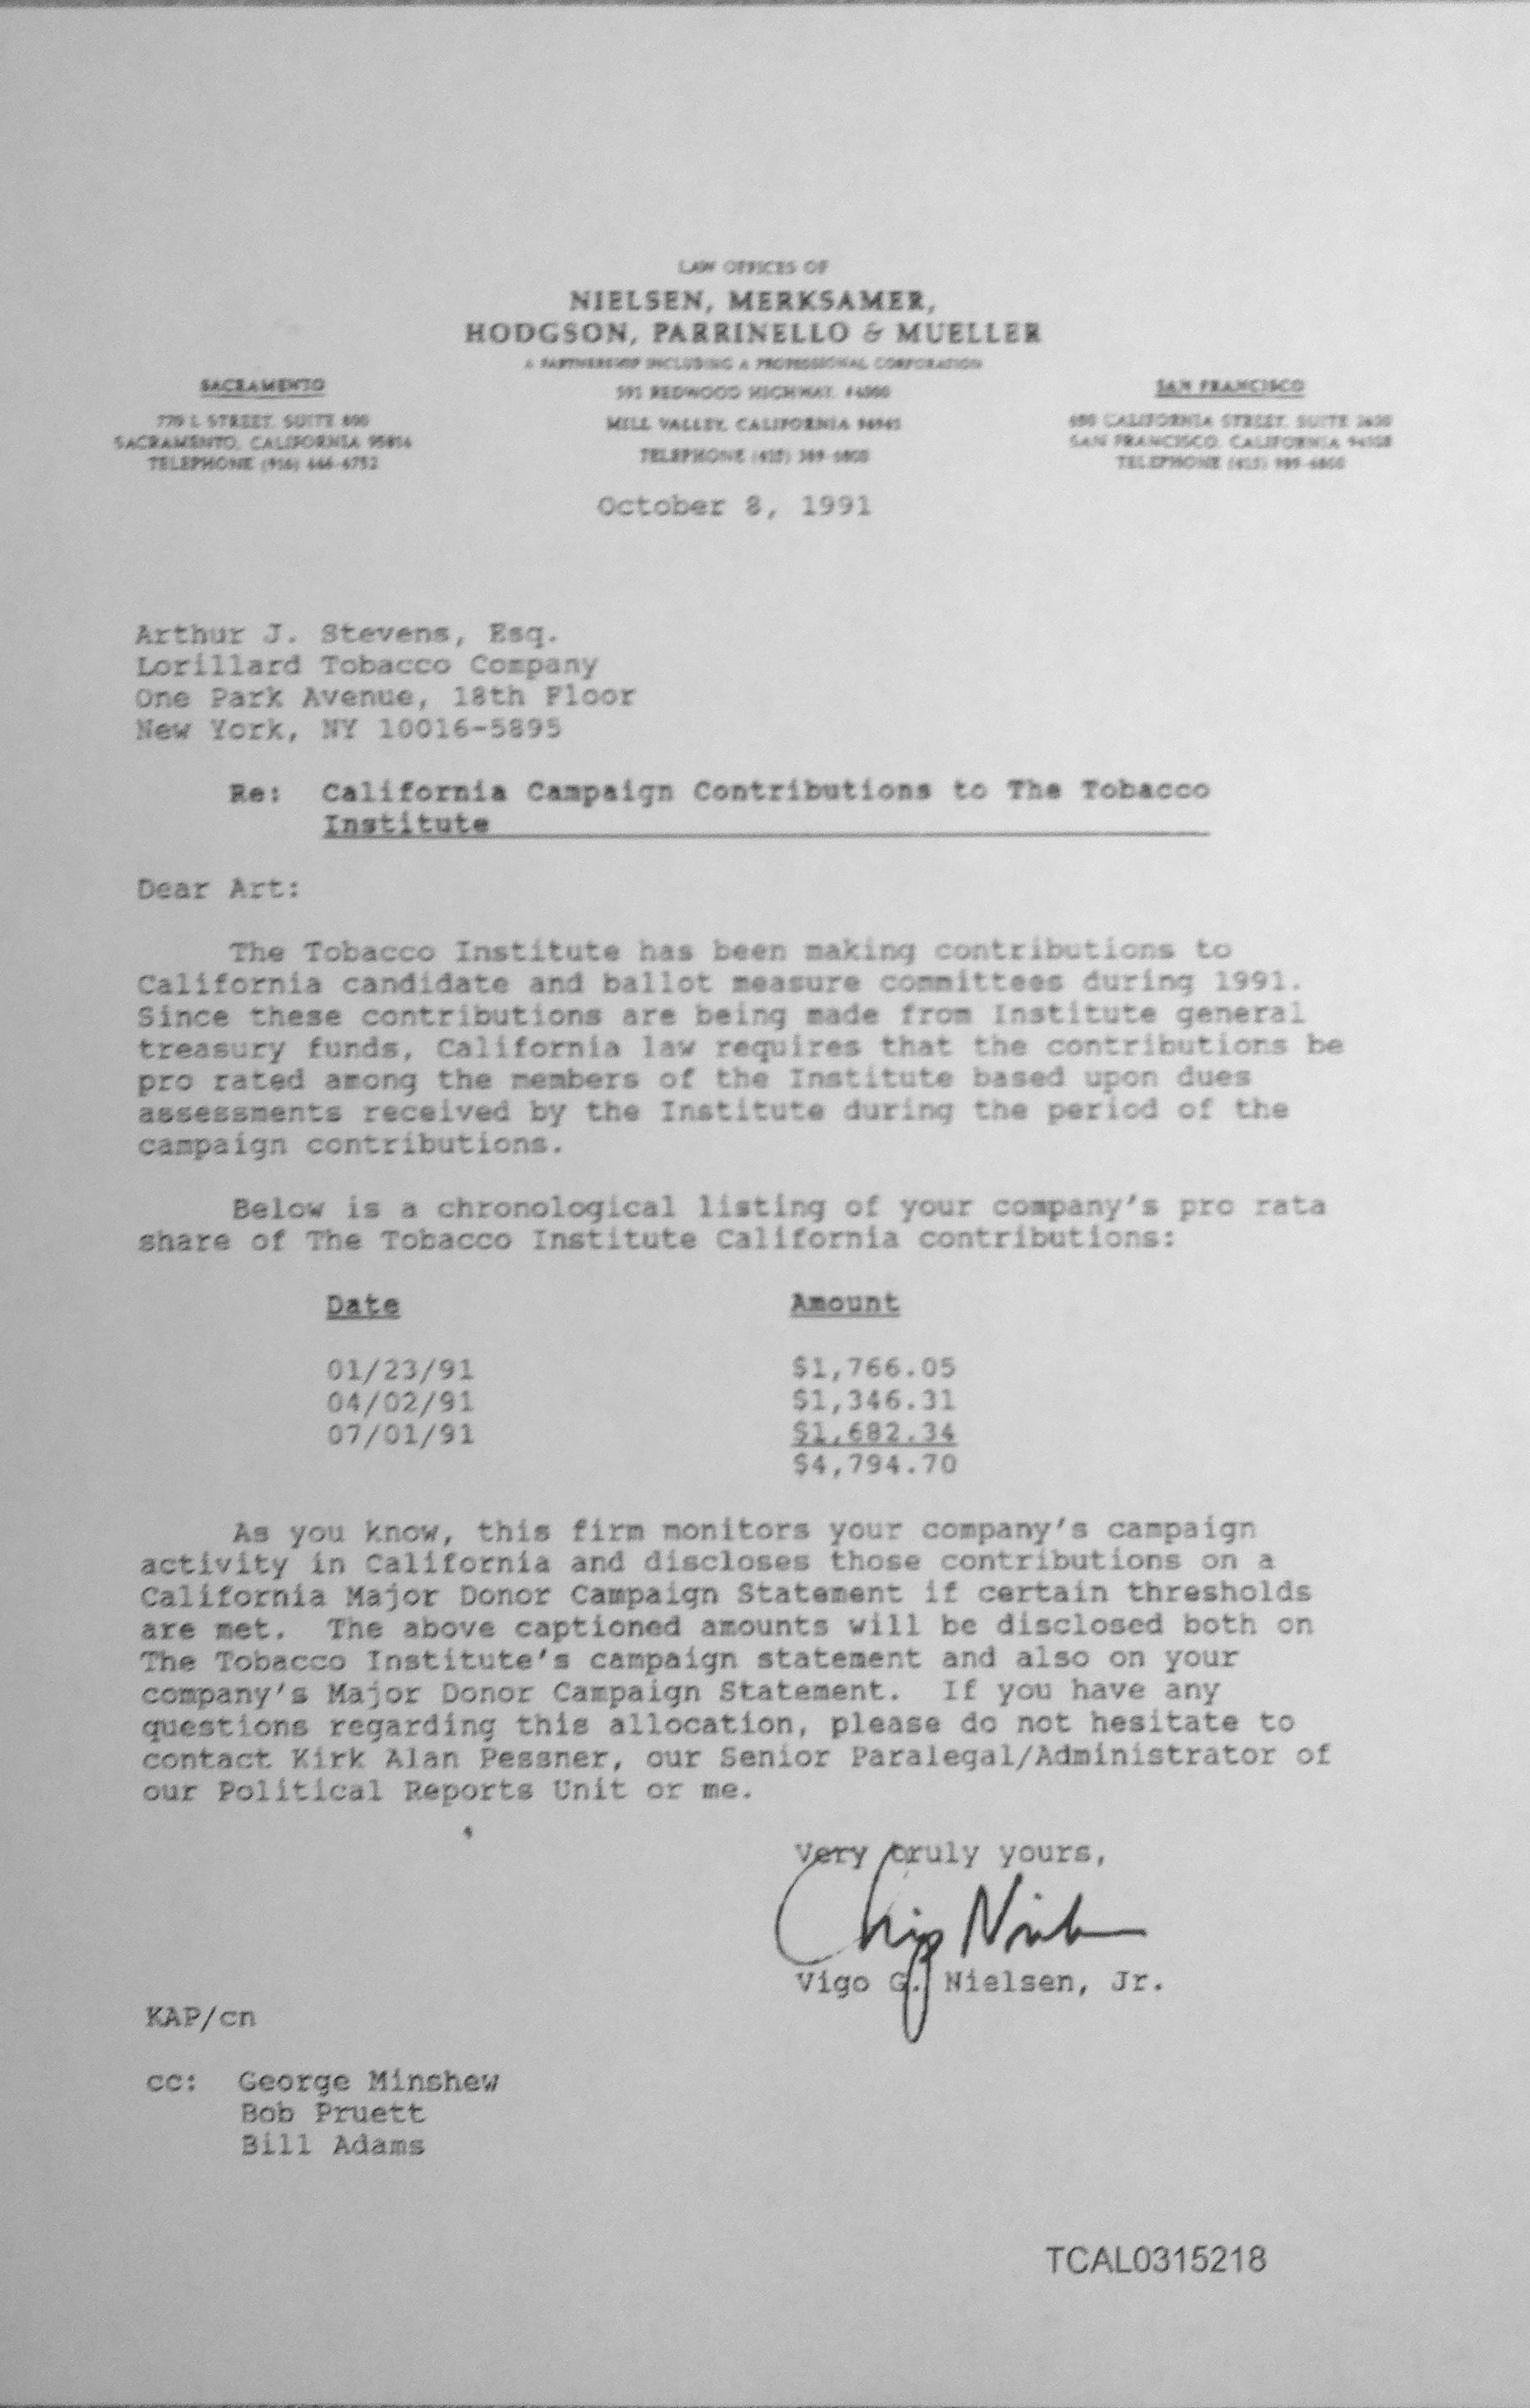 LAW OFFICES OF
NIELSEN, MERKSAMER,
HODGSON, PARRINELLO & MUELLER
A PARTNERSHIP INCLUDING A PROFESSIONAL CORPORATION
591 REDWOOD HIGHWAY, #4000
MILL VALLEY, CALIFORNIA 94941
TELEPHONE (415) 389-6800
SACRAMENTO
770 L STREET, SUITE 800
SACRAMENTO, CALIFORNIA 95814
TELEPHONE (916) 446-6752
SAN FRANCISCO
CALIFORNIA STREET, SUITE
SAN FRANCISCO, CALIFORNIA 94108
TELEPHONE (415)
October 8, 1991
Arthur J. Stevens, Esq.
Lorillard Tobacco Company
One Park Avenue, 18th Floor
New York, NY 10016-5895
Re: California Campaign Contributions to The Tobacco
Institute
Dear Art:
The Tobacco Institute has been making contributions to
California candidate and ballot measure committees during 1991.
Since these contributions are being made from Institute general
treasury funds, California law requires that the contributions be
pro rated among the members of the Institute based upon dues
assessments received by the Institute during the period of the
campaign contributions.
Below is a chronological listing of your company's pro rata
share of The Tobacco Institute California contributions:
Date Amount
01/23/91 $1,766.05
04/02/91 $1,346.31
07/01/91 $1,682.34
$4,794.70
As you know, this firm monitors your company's campaign
activity in California and discloses those contributions on a
California Major Donor Campaign Statement if certain thresholds
are met. The above captioned amounts will be disclosed both on
The Tobacco Institute's campaign statement and also on your
company's Major Donor Campaign Statement. If you have any
questions regarding this allocation, please do not hesitate to
contact Kirk Alan Pessner, our Senior Paralegal/Administrator of
our Political Reports Unit or me.
Very truly yours,
Chip Nielsen
Vigo G. Nielsen, Jr.
KAP/cn
cc: George Minshew
Bob Pruett
Bill Adams
TCAL0315218